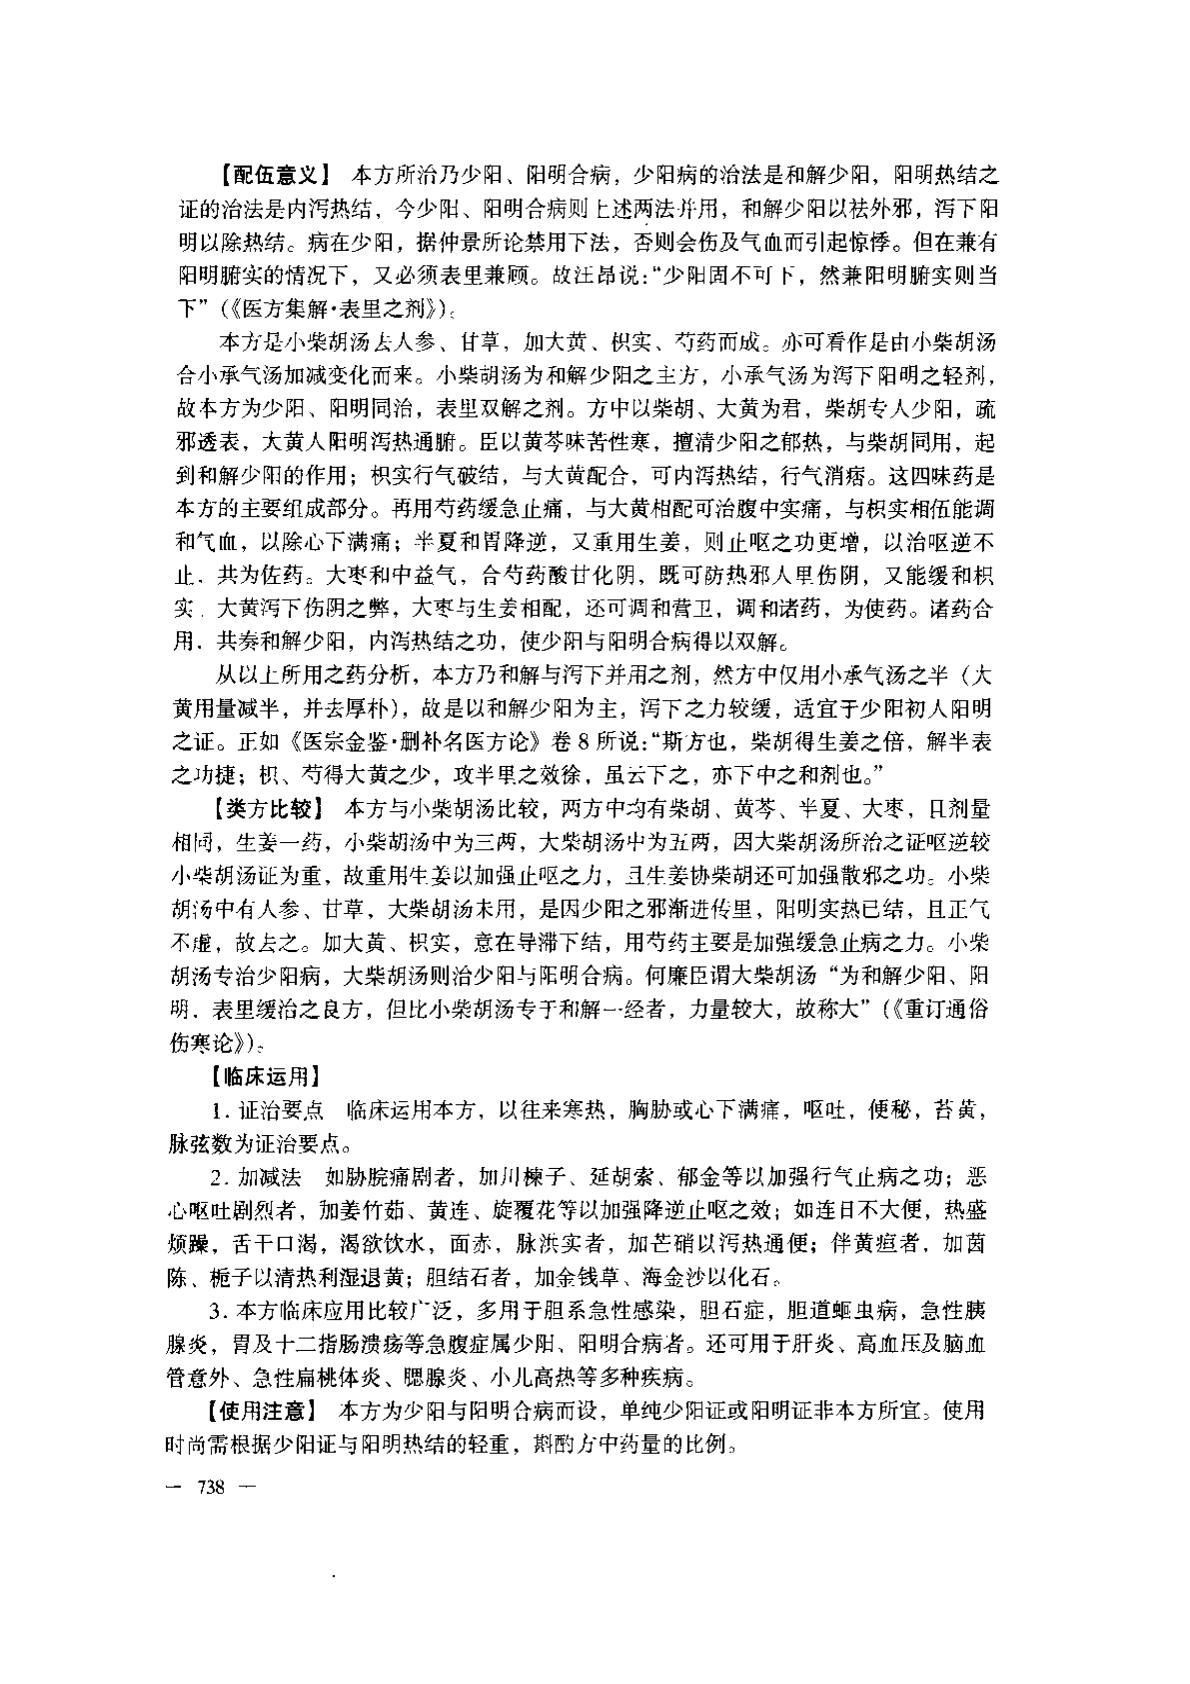 【配伍意义】 本方所治乃少阳、阳明合病，少阳病的治法是和解少阳，阳明热结之
证的治法是内泻热结，今少阳、阳明合病则上述两法并用，和解少阳以祛外邪，泻下阳
明以除热结。病在少阳，据仲景所论禁用下法，否则会伤及气血而引起惊悸。但在兼有
阳明腑实的情况下，又必须表里兼顾。故汪昂说：“少阳固不可下，然兼阳明腑实则当
下”（《医方集解·表里之剂》）。
本方是小柴胡汤去人参、甘草，加大黄、枳实、芍药而成。亦可看作是由小柴胡汤
合小承气汤加减变化而来。小柴胡汤为和解少阳之主方，小承气汤为泻下阳明之轻剂，
故本方为少阳、阳明同治，表里双解之剂。方中以柴胡、大黄为君，柴胡专入少阳，疏
邪透表，大黄入阳明泻热通腑。臣以黄芩味苦性寒，擅清少阳之郁热，与柴胡同用，起
到和解少阳的作用；枳实行气破结，与大黄配合，可内泻热结，行气消痞。这四味药是
本方的主要组成部分。再用芍药缓急止痛，与大黄相配可治腹中实痛，与枳实相伍能调
和气血，以除心下满痛；半夏和胃降逆，又重用生姜，则止呕之功更增，以治呕逆不
止，共为佐药。大枣和中益气，合芍药酸甘化阴，既可防热邪入里伤阴，又能缓和枳
实、大黄泻下伤阴之弊，大枣与生姜相配，还可调和营卫，调和诸药，为使药。诸药合
用，共奏和解少阳，内泻热结之功，使少阳与阳明合病得以双解。
从以上所用之药分析，本方乃和解与泻下并用之剂，然方中仅用小承气汤之半（大
黄用量减半，并去厚朴），故是以和解少阳为主，泻下之力较缓，适宜于少阳初入阳明
之证。正如《医宗金鉴·删补名医方论》卷 8 所说：“斯方也，柴胡得生姜之倍，解半表
之功捷；枳、芍得大黄之少，攻半里之效徐，虽云下之，亦下中之和剂也。”
【类方比较】 本方与小柴胡汤比较，两方中均有柴胡、黄芩、半夏、大枣，且剂量
相同，生姜一药，小柴胡汤中为三两，大柴胡汤中为五两，因大柴胡汤所治之证呕逆较
小柴胡汤证为重，故重用生姜以加强止呕之力，且生姜协柴胡还可加强散邪之功。小柴
胡汤中有人参、甘草，大柴胡汤未用，是因少阳之邪渐进传里，阳明实热已结，且正气
不虚，故去之。加大黄、枳实，意在导滞下结，用芍药主要是加强缓急止病之力。小柴
胡汤专治少阳病，大柴胡汤则治少阳与阳明合病。何廉臣谓大柴胡汤“为和解少阳、阳
明，表里缓治之良方，但比小柴胡汤专于和解一经者，力量较大，故称大”（《重订通俗
伤寒论》）。
【临床运用】
1. 证治要点 临床运用本方，以往来寒热，胸胁或心下满痛，呕吐，便秘，苔黄，
脉弦数为证治要点。
2. 加减法 如胁脘痛剧者，加川楝子、延胡索、郁金等以加强行气止病之功；恶
心呕吐剧烈者，加姜竹茹、黄连、旋覆花等以加强降逆止呕之效；如连日不大便，热盛
烦躁，舌干口渴，渴欲饮水，面赤，脉洪实者，加芒硝以泻热通便；伴黄疸者，加茵
陈、栀子以清热利湿退黄；胆结石者，加金钱草、海金沙以化石。
3. 本方临床应用比较广泛，多用于胆系急性感染，胆石症，胆道蛔虫病，急性胰
腺炎，胃及十二指肠溃疡等急腹症属少阳、阳明合病者。还可用于肝炎、高血压及脑血
管意外、急性扁桃体炎、腮腺炎、小儿高热等多种疾病。
【使用注意】 本方为少阳与阳明合病而设，单纯少阳证或阳明证非本方所宜。使用
时尚需根据少阳证与阳明热结的轻重，斟酌方中药量的比例。
— 738 —